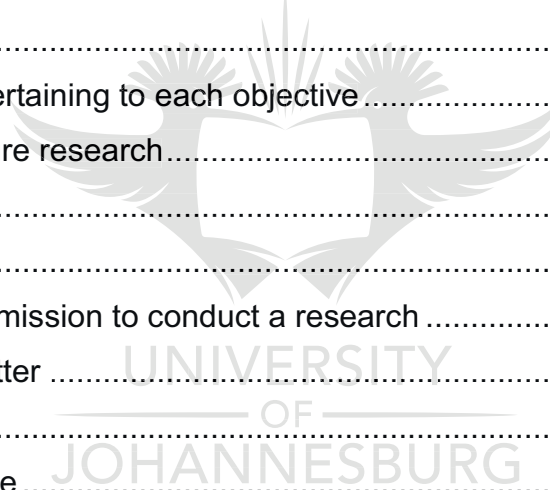 ................................................................
ertaining to each objective......................
re research..........................................
................................................................
................................................................
mission to conduct a research ...............
tter ........................................................
UNIVERSITY
OF
................................................................
JOHANNESBURG
e...........................................................